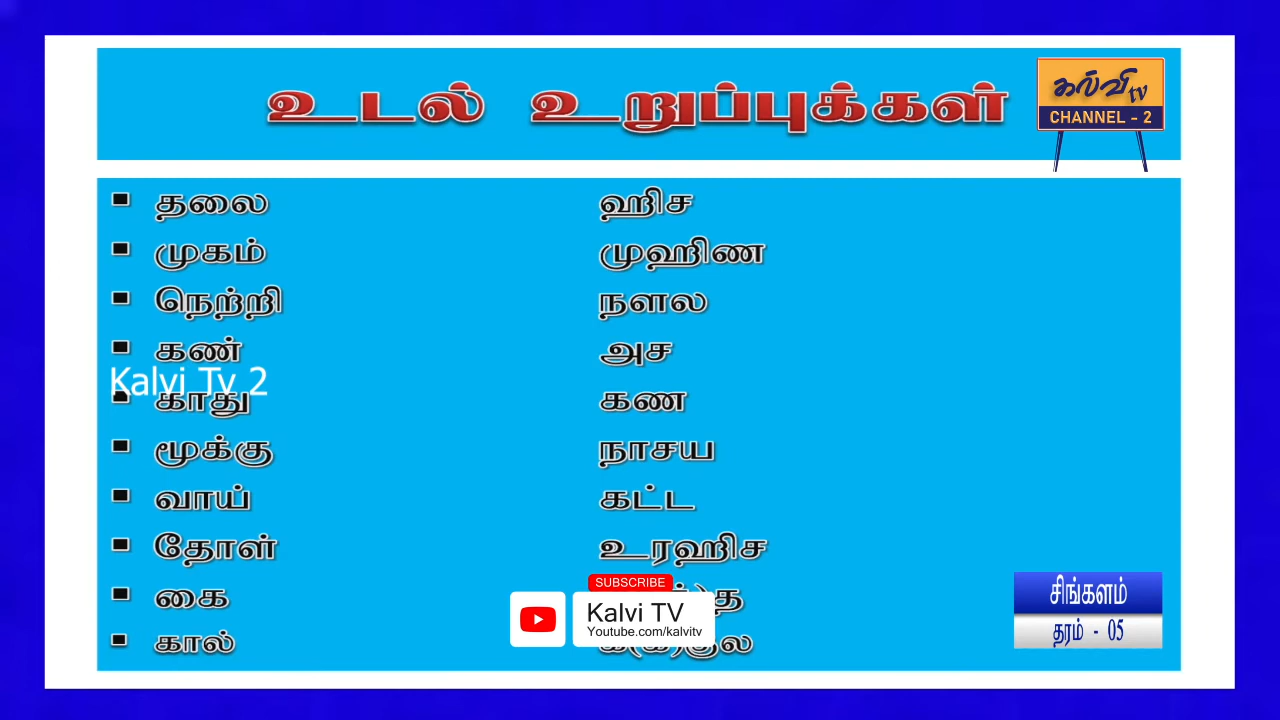 உடல் உறுப்புக்கள்
கல்வி tv
CHANNEL - 2
தலை ஹிச
முகம் முஹிண
நெற்றி நளல
கண் அச
Kalvi Tv 2
காது கண
மூக்கு நாசய
வாய் கட்ட
தோள் உரஹிச
கை
கால்
SUBSCRIBE
Kalvi TV
Youtube.com/kalvitv
சிங்களம்
தரம் - 05